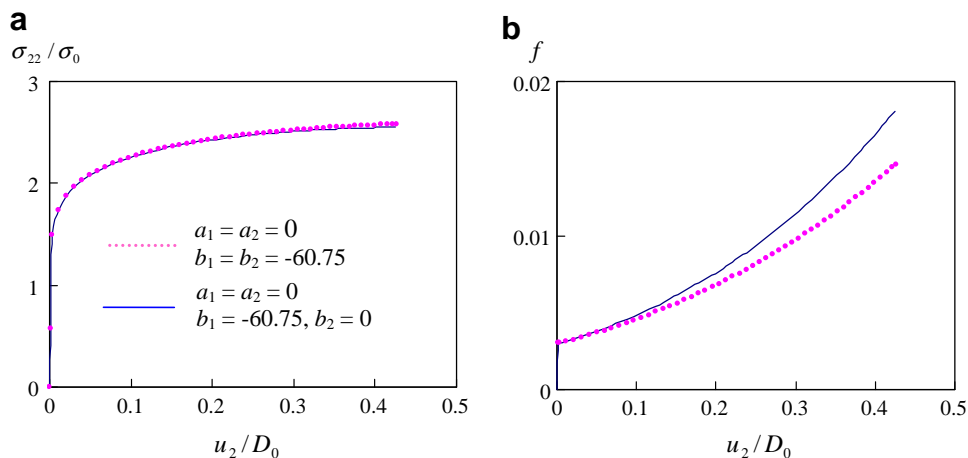 a
σ₂₂ / σ₀
3
2
1
0
0 0.1 0.2 0.3 0.4 0.5
u₂ / D₀
a₁ = a₂ = 0
b₁ = b₂ = -60.75
a₁ = a₂ = 0
b₁ = -60.75, b₂ = 0
b
f
0.02
0.01
0
0 0.1 0.2 0.3 0.4 0.5
u₂ / D₀